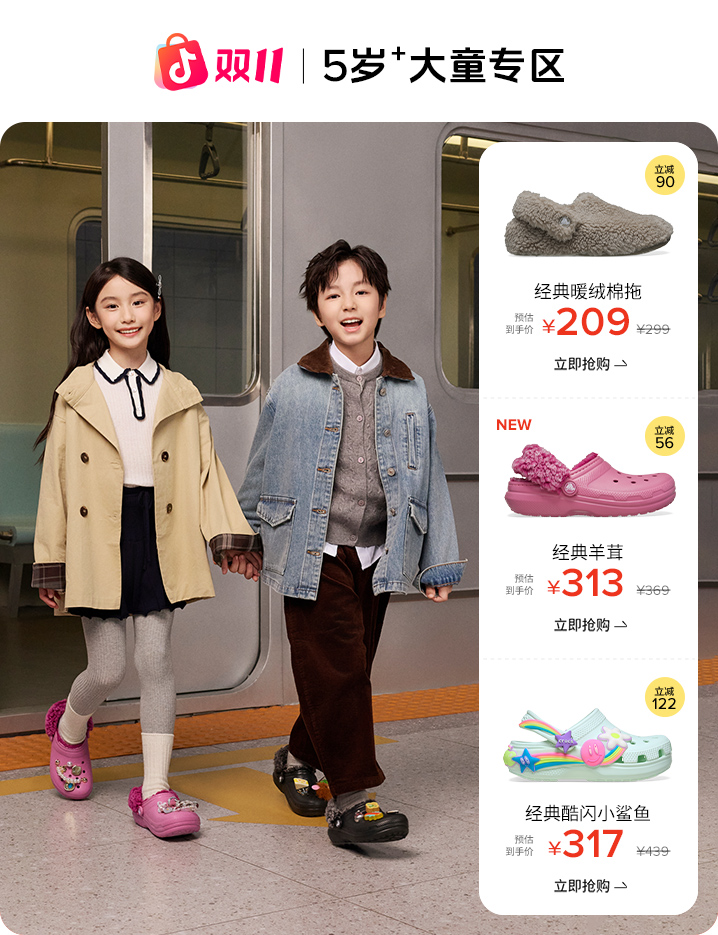 双11 | 5岁+大童专区
立减
90
经典暖绒棉拖
预估
到手价
¥209
¥299
立即抢购
NEW
立减
56
经典羊茸
预估
到手价
¥313
¥369
立即抢购
立减
122
crocs
经典酷闪小鲨鱼
预估
到手价
¥317
¥439
立即抢购